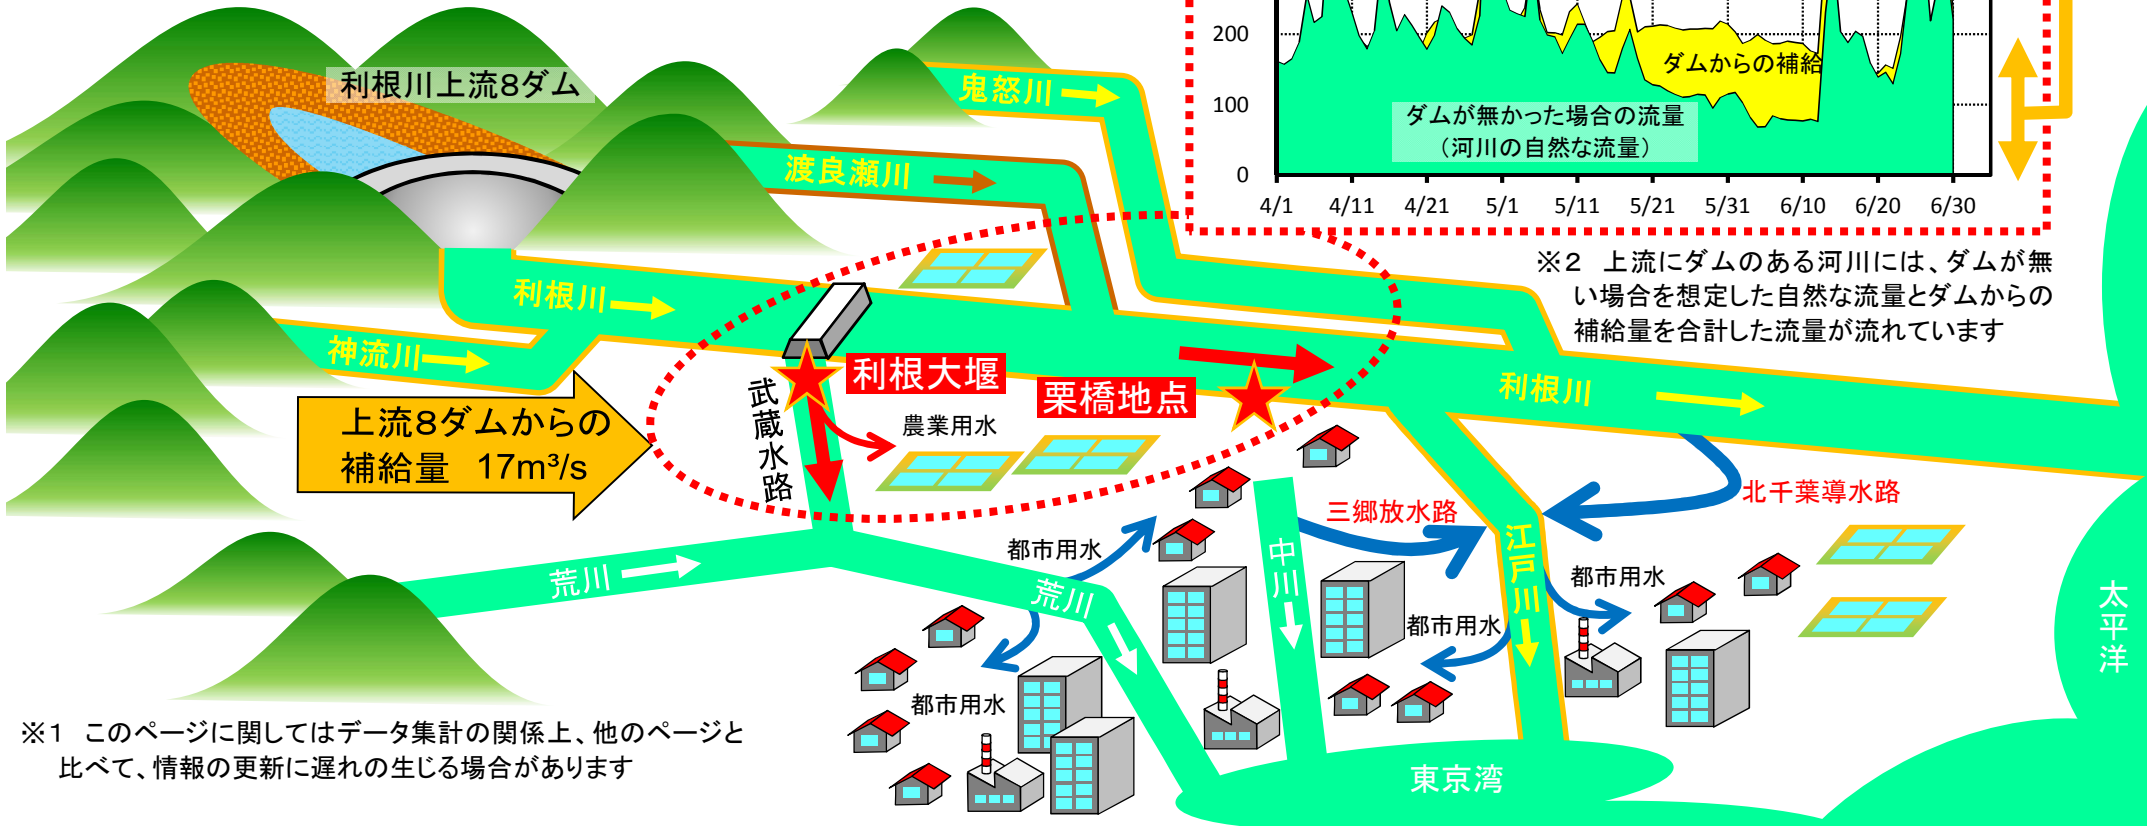 利根川上流8ダム
鬼怒川
渡良瀬川
利根川
神流川
200
100
0
ダムからの補給
ダムが無かった場合の流量
（河川の自然な流量）
4/1 4/11 4/21 5/1 5/11 5/21 5/31 6/10 6/20 6/30
※2 上流にダムのある河川には、ダムが無
い場合を想定した自然な流量とダムからの
補給量を合計した流量が流れています
上流8ダムからの
補給量 17m³/s
武蔵水路
利根大堰
栗橋地点
農業用水
利根川
北千葉導水路
三郷放水路
都市用水
荒川
荒川
中川
江戸川
都市用水
都市用水
都市用水
太平洋
東京湾
※1 このページに関してはデータ集計の関係上、他のページと
比べて、情報の更新に遅れの生じる場合があります